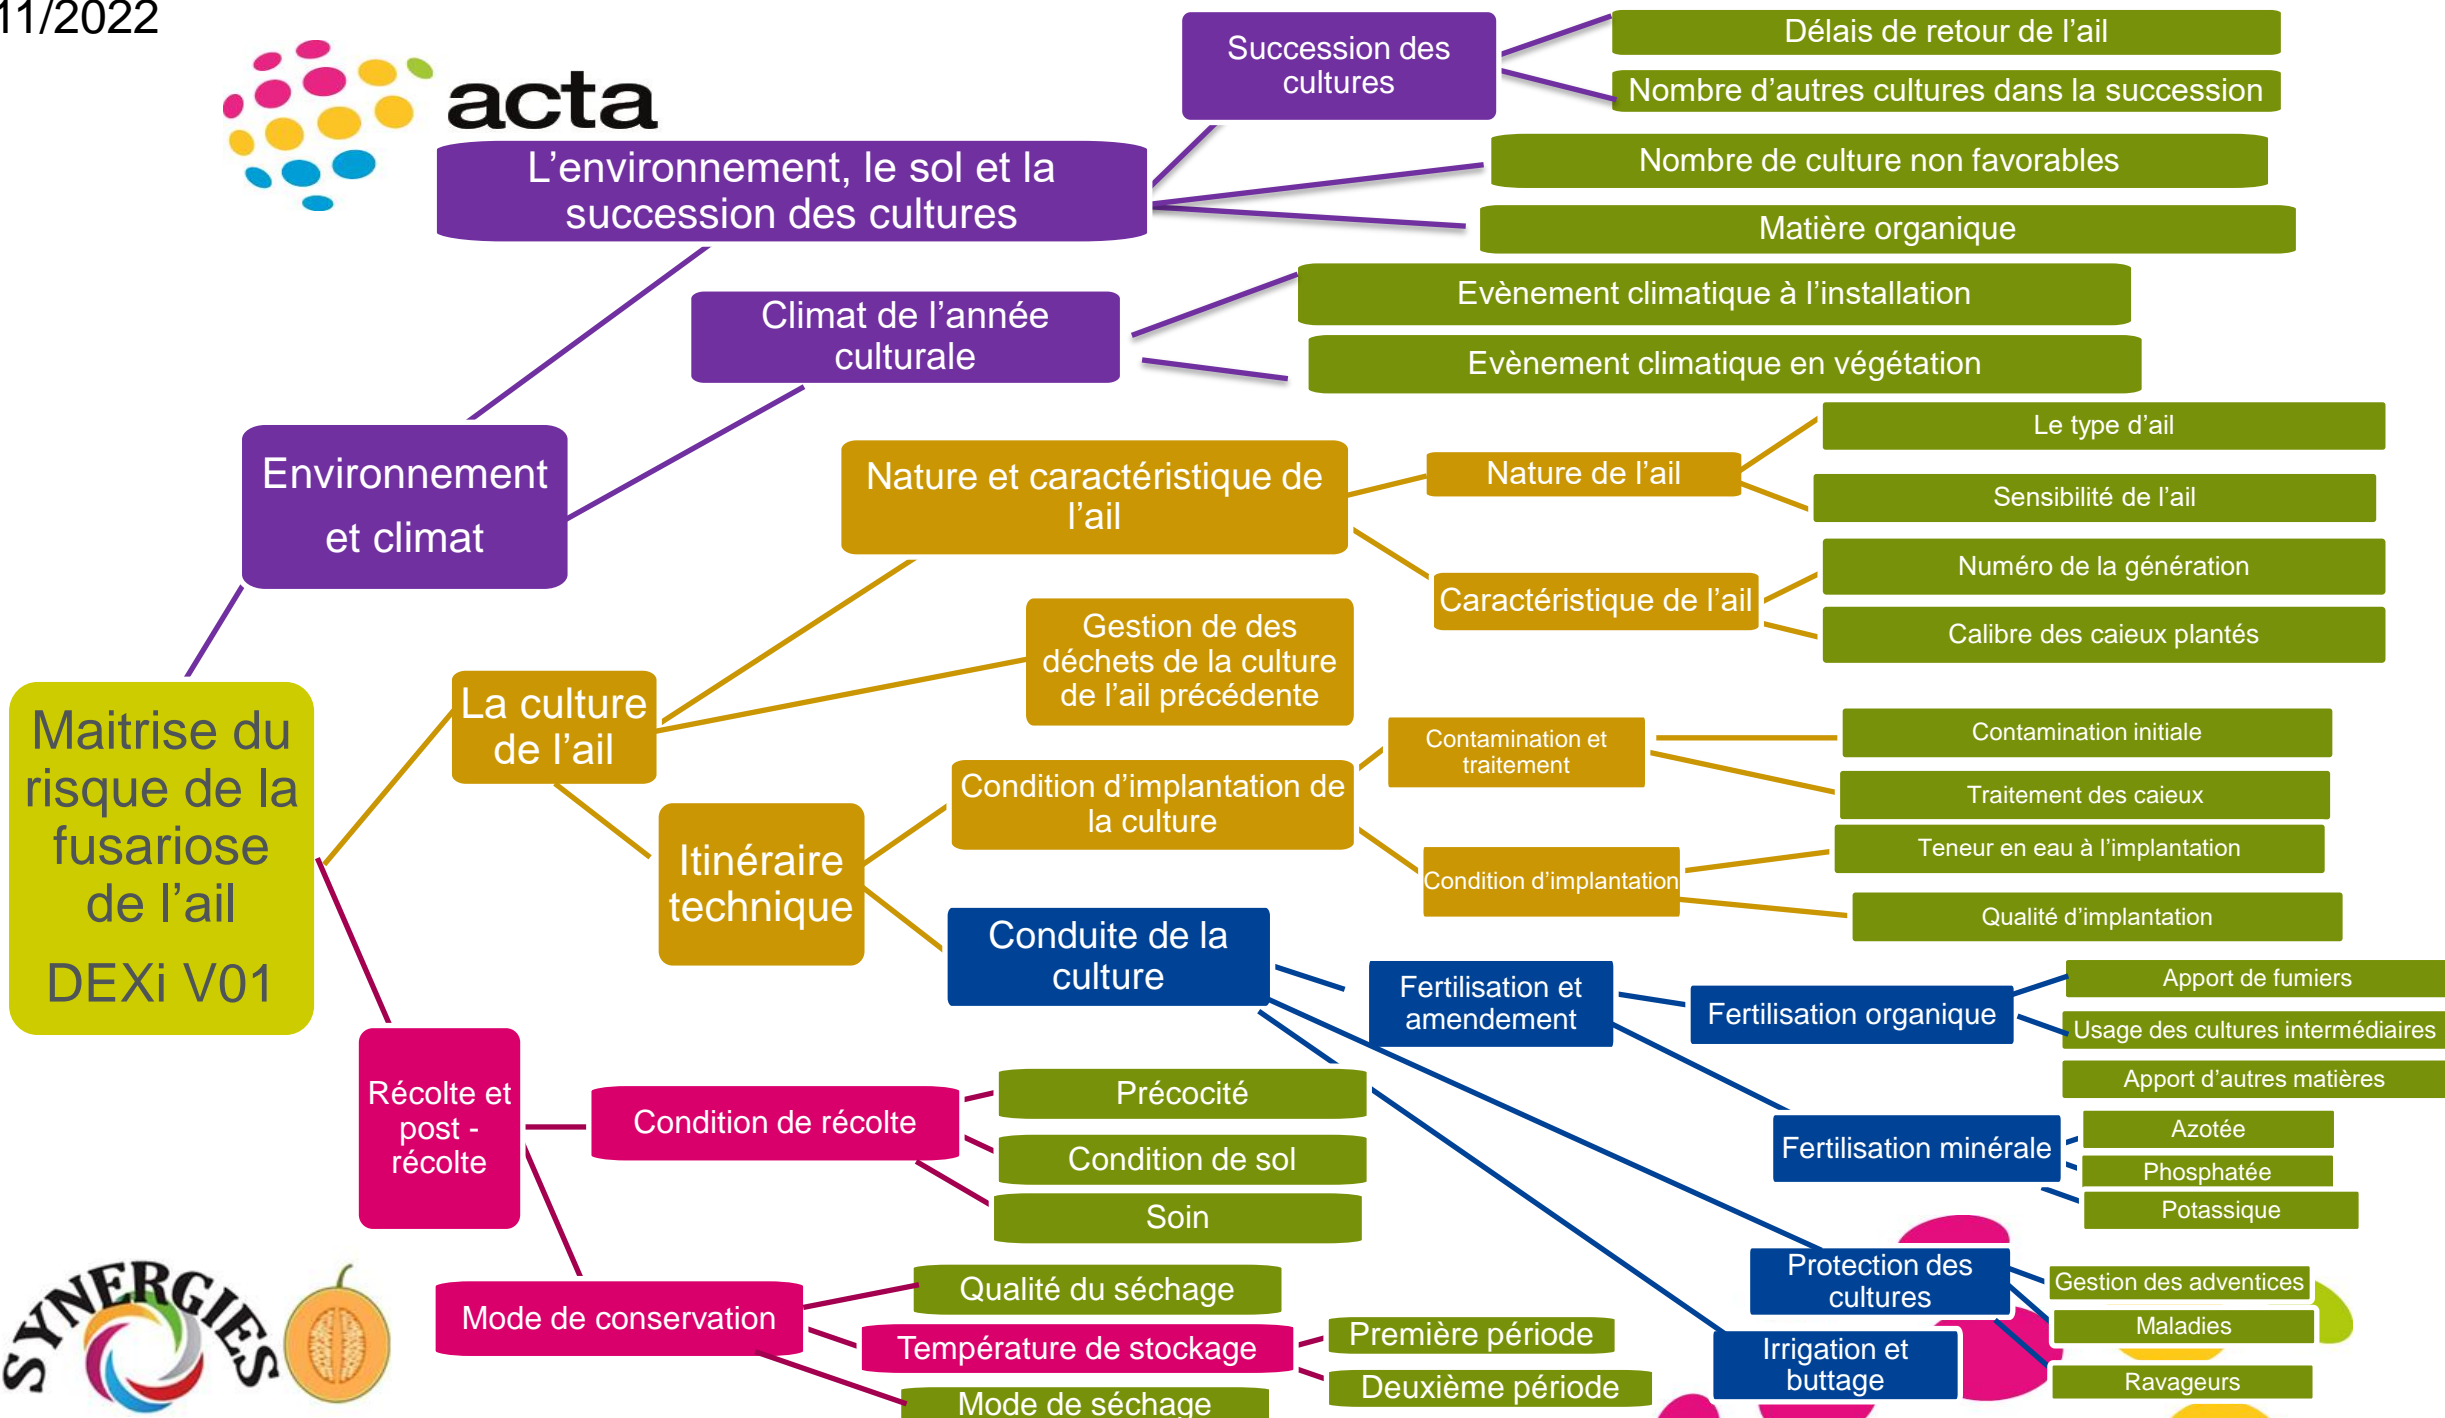 11/2022
acta
Succession des
cultures
Délais de retour de l’ail
Nombre d’autres cultures dans la succession
L’environnement, le sol et la
succession des cultures
Nombre de culture non favorables
Matière organique
Climat de l’année
culturale
Evènement climatique à l’installation
Evènement climatique en végétation
Environnement
et climat
Nature et caractéristique de
l’ail
Nature de l’ail
Le type d’ail
Sensibilité de l’ail
Caractéristique de l’ail
Numéro de la génération
Calibre des caieux plantés
Gestion de des
déchets de la culture
de l’ail précédente
La culture
de l’ail
Maitrise du
risque de la
fusariose
de l’ail
DEXi V01
Itinéraire
technique
Condition d’implantation de
la culture
Contamination et
traitement
Contamination initiale
Traitement des caieux
Condition d’implantation
Teneur en eau à l’implantation
Qualité d’implantation
Conduite de la
culture
Fertilisation et
amendement
Fertilisation organique
Apport de fumiers
Usage des cultures intermédiaires
Apport d’autres matières
Fertilisation minérale
Azotée
Phosphatée
Potassique
Protection des
cultures
Gestion des adventices
Maladies
Ravageurs
Irrigation et
buttage
Récolte et
post -
récolte
Condition de récolte
Précocité
Condition de sol
Soin
Mode de conservation
Qualité du séchage
Température de stockage
Première période
Deuxième période
Mode de séchage
SYNERGIES